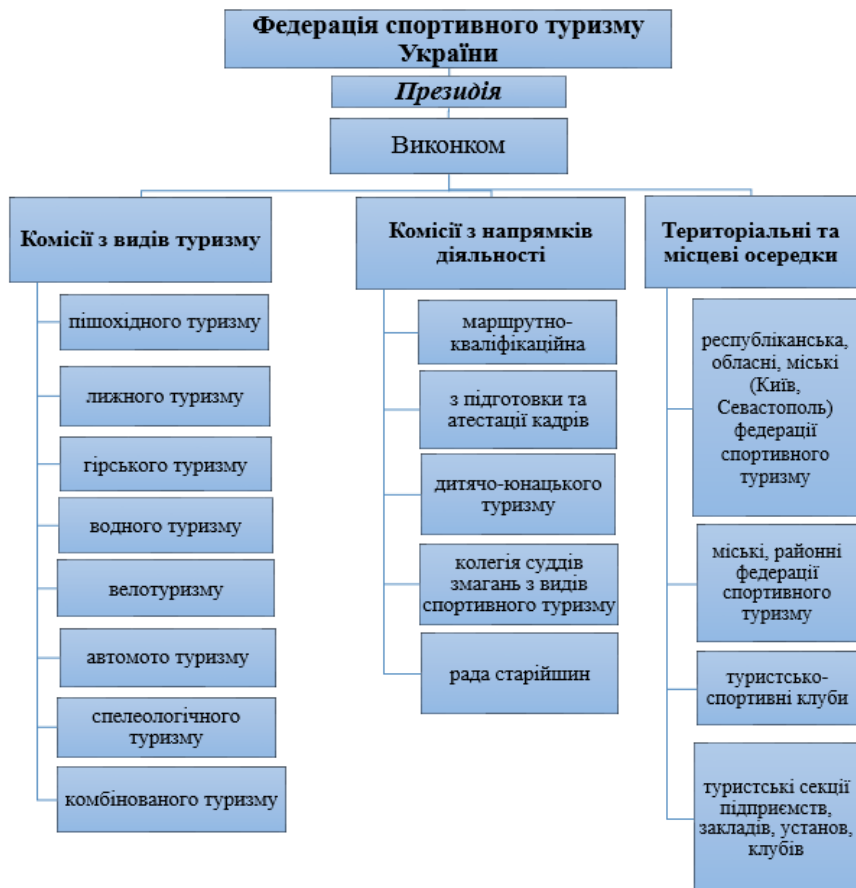 Федерація спортивного туризму
України
Президія
Виконком
Комісії з видів туризму
пішохідного туризму
лижного туризму
гірського туризму
водного туризму
велотуризму
автомото туризму
спелеологічного
туризму
комбінованого туризму
Комісії з напрямків
діяльності
маршрутно-
кваліфікаційна
з підготовки та
атестації кадрів
дитячо-юнацького
туризму
колегія суддів
змагань з видів
спортивного туризму
рада старійшин
Територіальні та
місцеві осередки
республіканська,
обласні, міські
(Київ,
Севастополь)
федерації
спортивного
туризму
міські, районні
федерації
спортивного
туризму
туристсько-
спортивні клуби
туристські секції
підприємств,
закладів, установ,
клубів